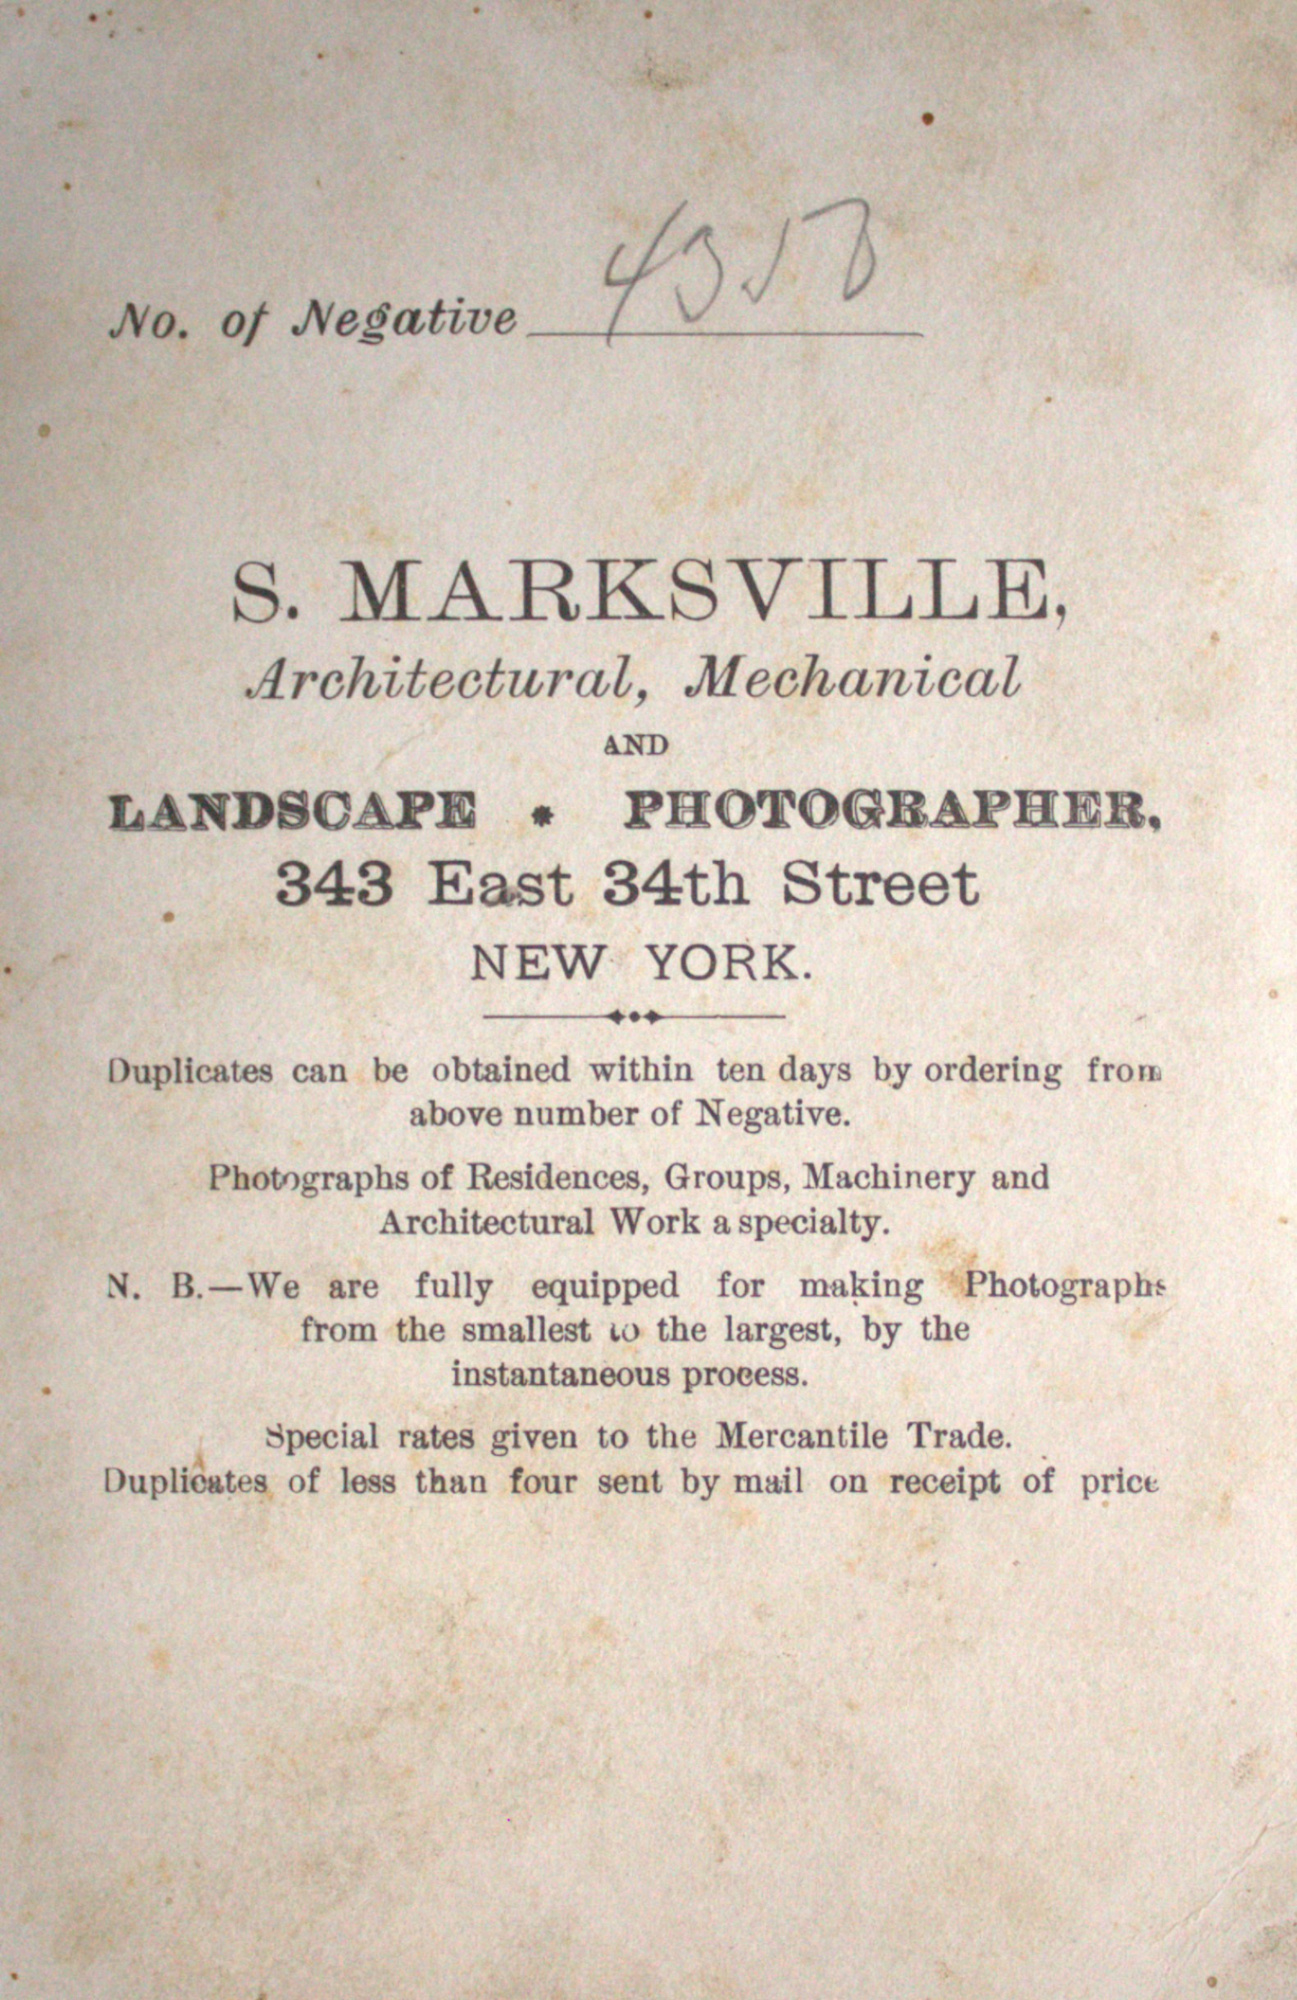 No. of Negative
S. MARKSVILLE,
Architectural, Mechanical
AND
LANDSCAPE * PHOTOGRAPHER,
343 East 34th Street
NEW YORK.
Duplicates can be obtained within ten days by ordering from
above number of Negative.
Photographs of Residences, Groups, Machinery and
Architectural Work a specialty.
N. B.—We are fully equipped for making Photographs
from the smallest to the largest, by the
instantaneous process.
Special rates given to the Mercantile Trade.
Duplicates of less than four sent by mail on receipt of price